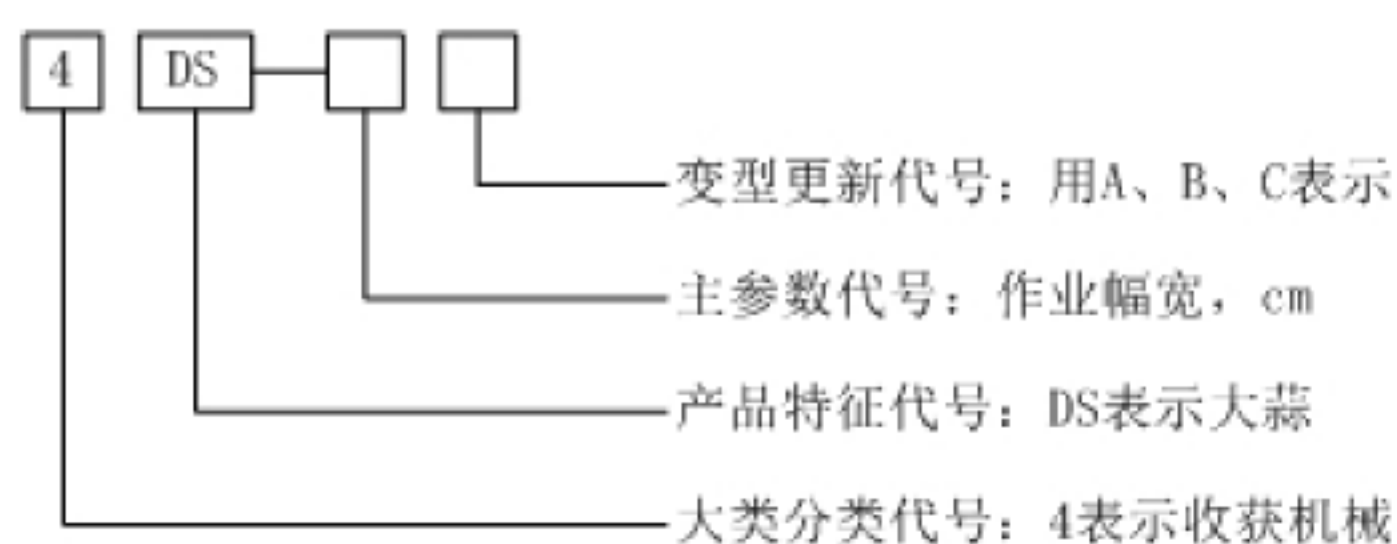 4 DS
变型更新代号：用A、B、C表示
主参数代号：作业幅宽，cm
产品特征代号：DS表示大蒜
大类分类代号：4表示收获机械